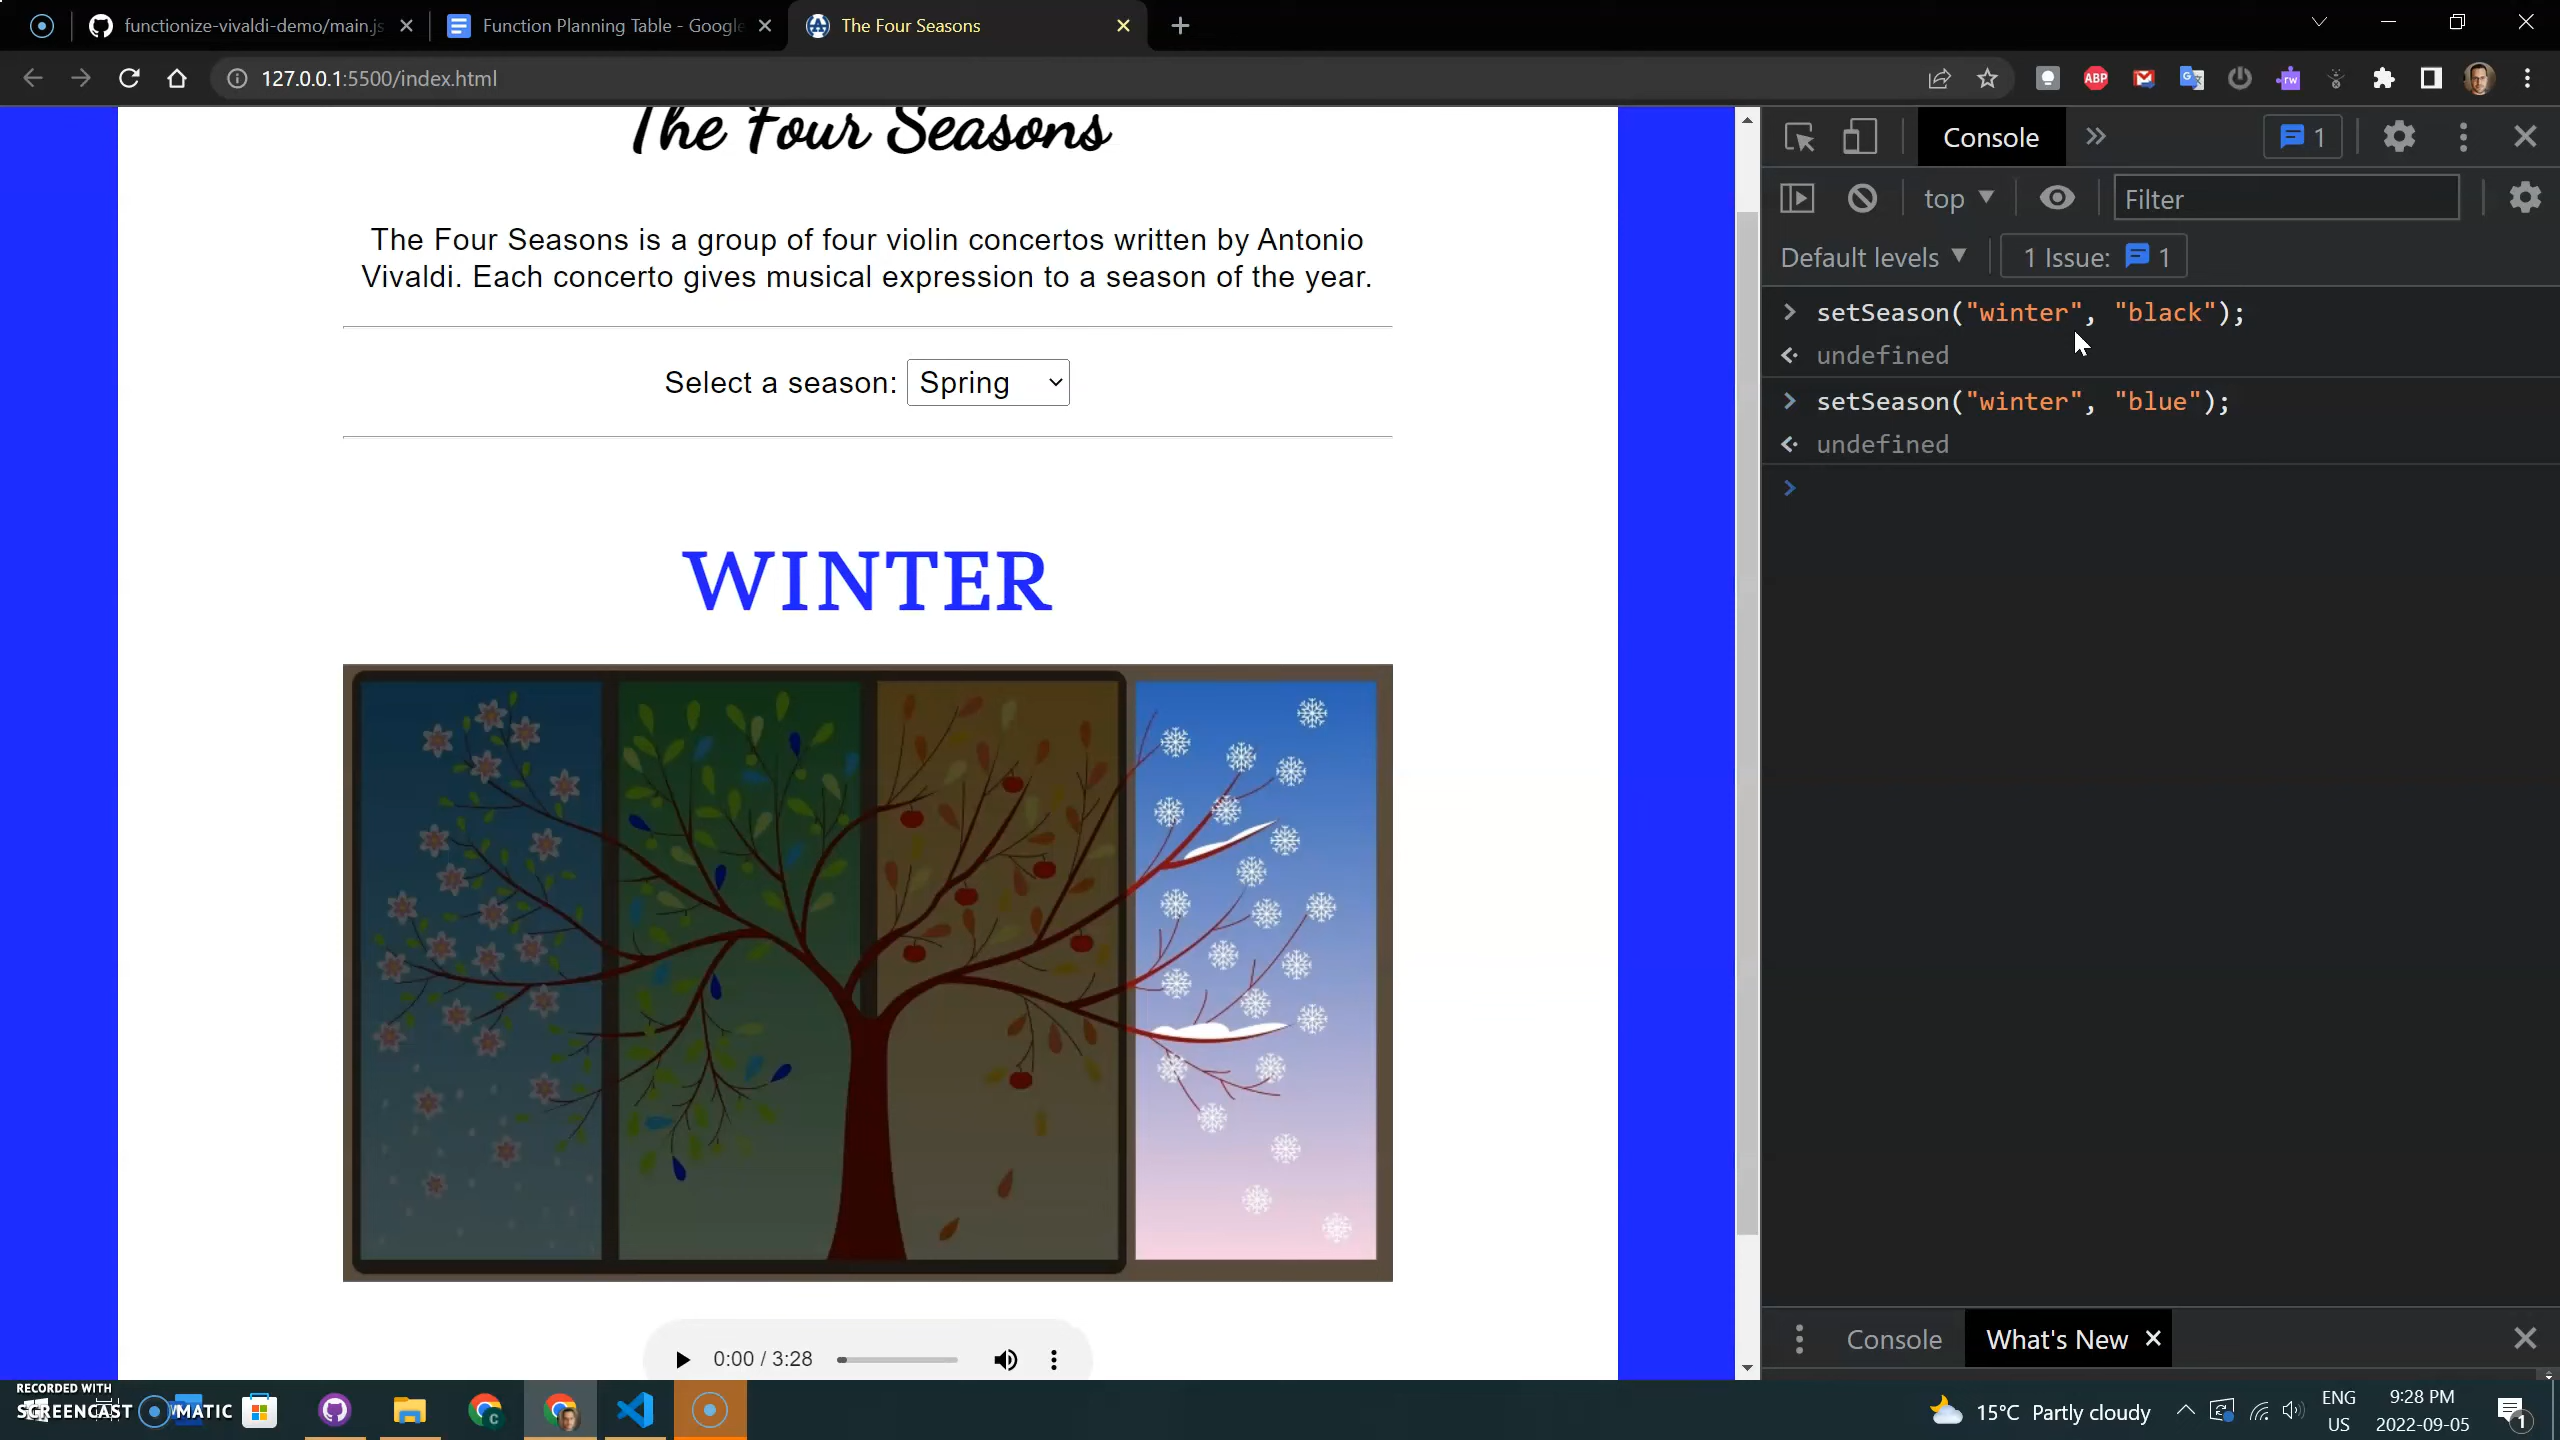 functionize-vivaldi-demo/main.js
Function Planning Table - Google
The Four Seasons
127.0.0.1:5500/index.html
ABP
rw
The Four Seasons
The Four Seasons is a group of four violin concertos written by Antonio
Vivaldi. Each concerto gives musical expression to a season of the year.
Select a season: Spring
WINTER
0:00 / 3:28
Console
1
top
Filter
Default levels
1 Issue: 1
setSeason("winter", "black");
undefined
setSeason("winter", "blue");
undefined
Console
What's New
RECORDED WITH
SCREENCAST MATIC
15°C Partly cloudy
ENG
US
9:28 PM
2022-09-05
1